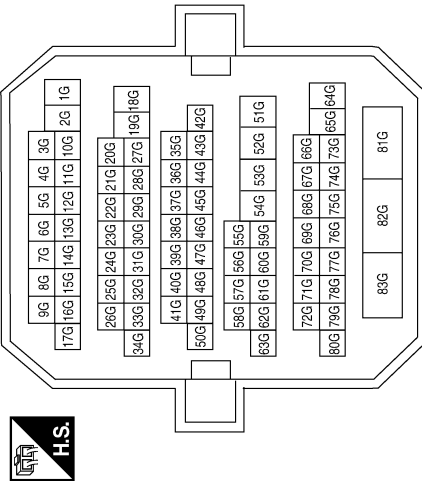 1G 2G
3G 4G 5G 6G 7G 8G 9G
10G 11G 12G 13G 14G 15G 16G 17G
18G 19G
20G 21G 22G 23G 24G 25G 26G
27G 28G 29G 30G 31G 32G 33G 34G
35G 36G 37G 38G 39G 40G 41G
42G 43G 44G 45G 46G 47G 48G 49G 50G
51G 52G 53G 54G
55G 56G 57G 58G
59G 60G 61G 62G 63G
64G 65G
66G 67G 68G 69G 70G 71G 72G
73G 74G 75G 76G 77G 78G 79G 80G
81G 82G 83G
H.S.